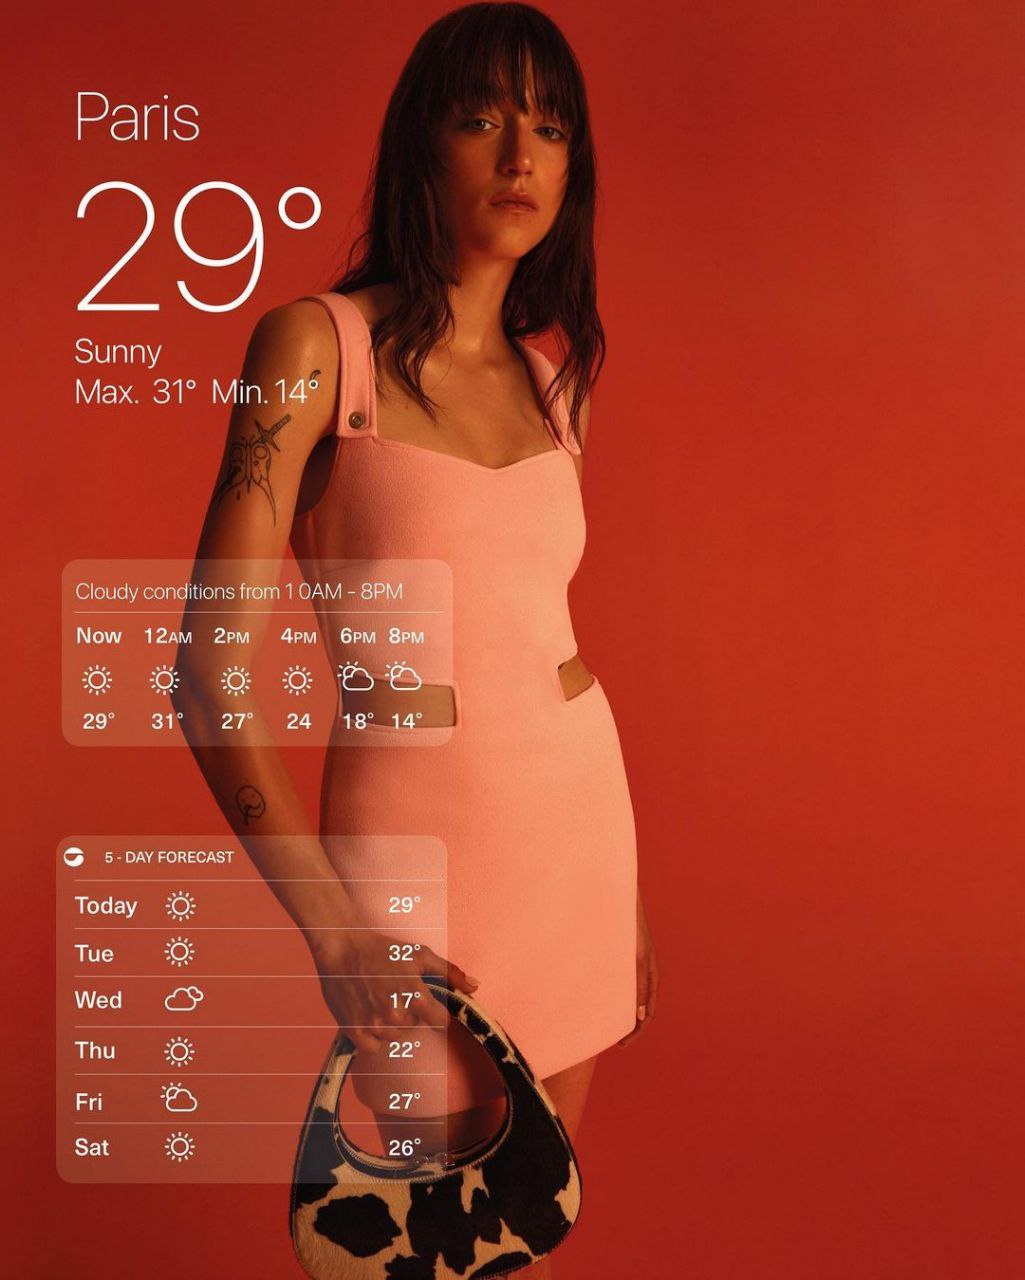 Paris
29°
Sunny
Max. 31° Min. 14°
Cloudy conditions from 1 0AM - 8PM
Now 12AM 2PM 4PM 6PM 8PM
29° 31° 27° 24 18° 14°
5 - DAY FORECAST
Today 29°
Tue 32°
Wed 17°
Thu 22°
Fri 27°
Sat 26°